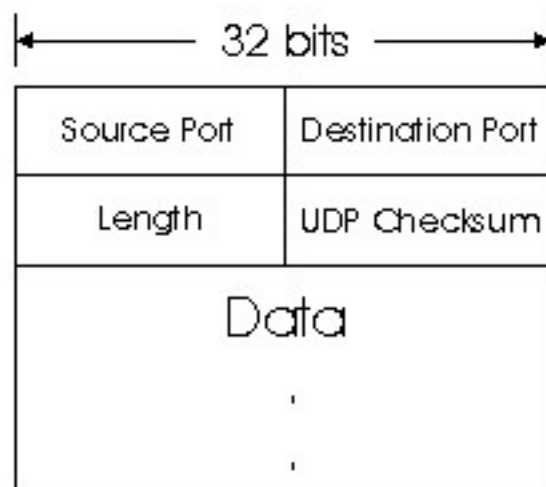 32 bits
Source Port Destination Port
Length UDP Checksum
Data